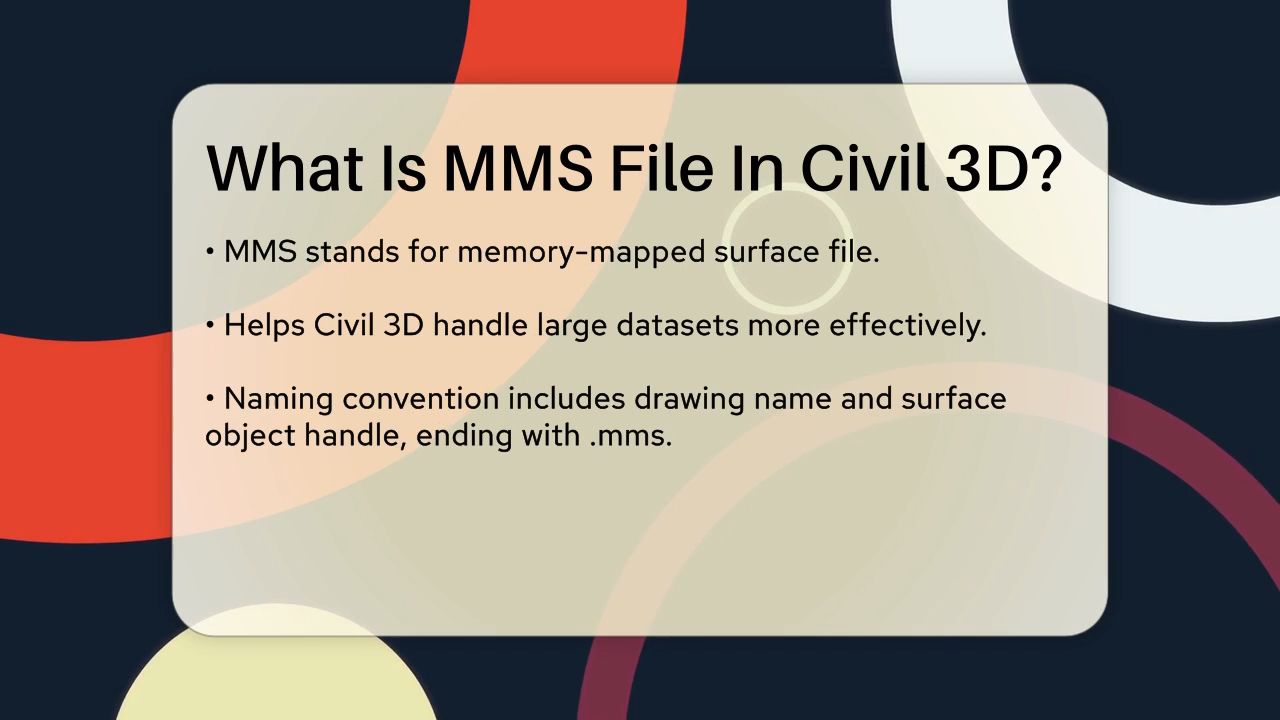 What Is MMS File In Civil 3D?
• MMS stands for memory-mapped surface file.
• Helps Civil 3D handle large datasets more effectively.
• Naming convention includes drawing name and surface
object handle, ending with .mms.